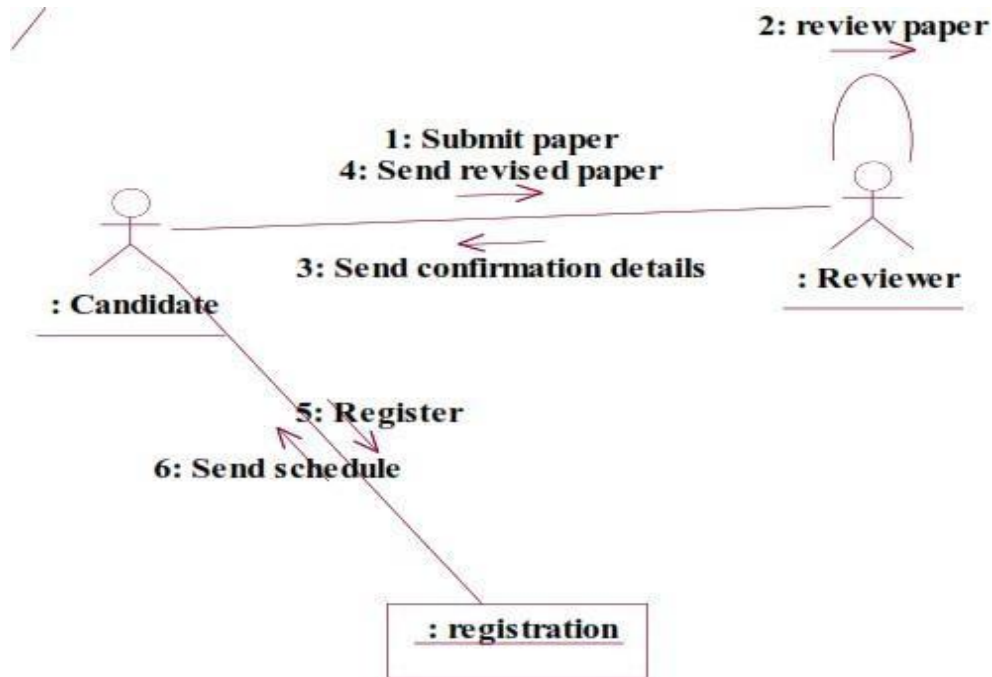 2: review paper
1: Submit paper
4: Send revised paper
3: Send confirmation details
: Reviewer
: Candidate
5: Register
6: Send schedule
: registration